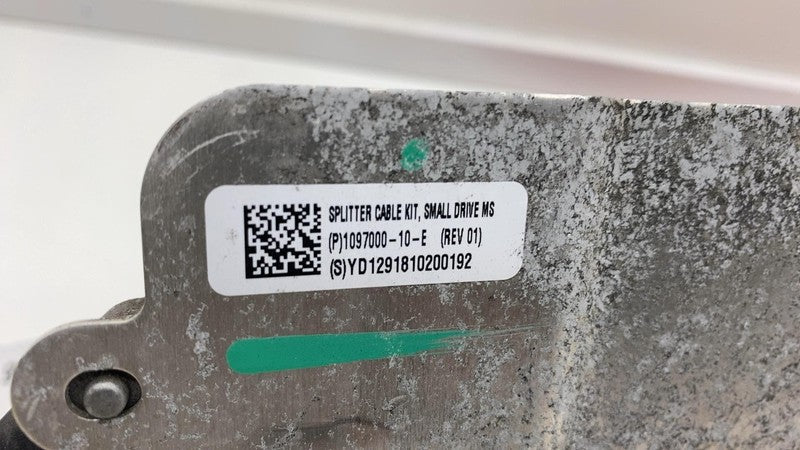 SPLITTER CABLE KIT, SMALL DRIVE MS
(P)1097000-10-E (REV 01)
(S)YD1291810200192